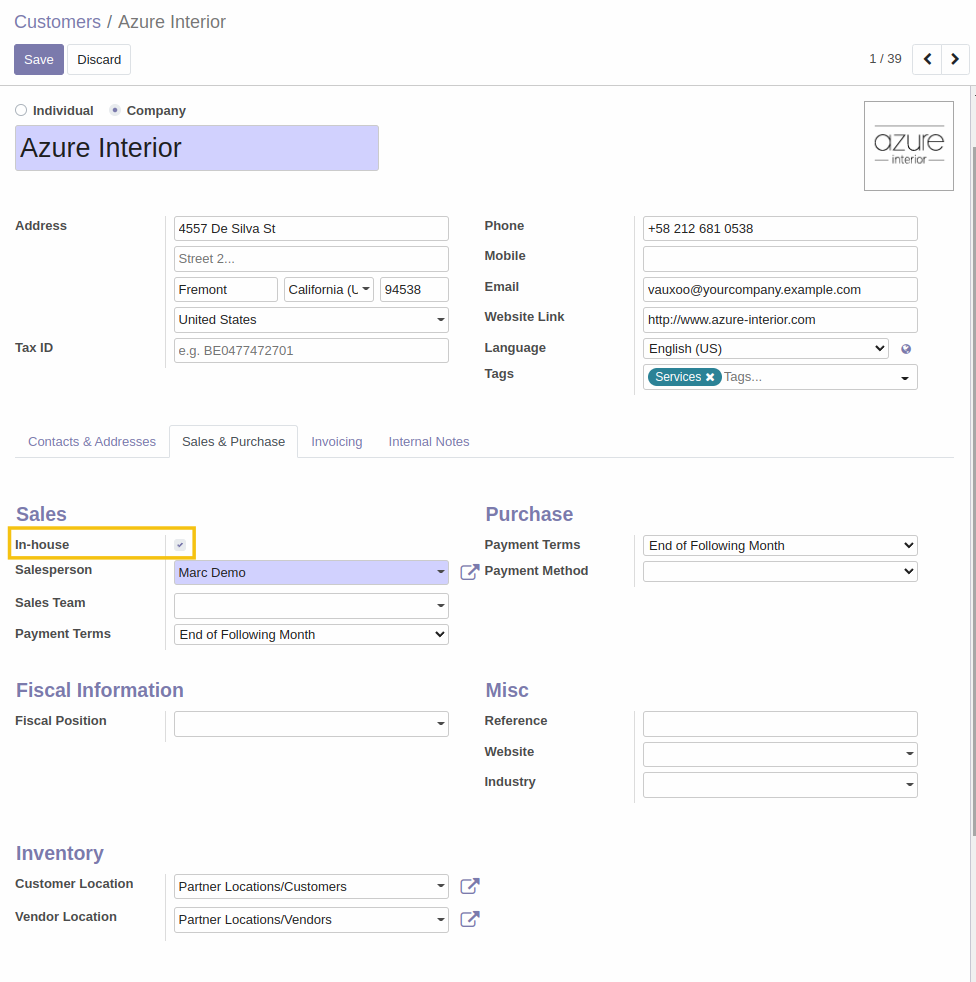 Customers / Azure Interior
Save Discard 1 / 39
Individual Company
Azure Interior
azure
interior
Address 4557 De Silva St
Street 2...
Fremont California (U 94538
United States
Tax ID e.g. BE0477472701
Phone +58 212 681 0538
Mobile
Email vauxoo@yourcompany.example.com
Website Link http://www.azure-interior.com
Language English (US)
Tags Services Tags...
Contacts & Addresses Sales & Purchase Invoicing Internal Notes
Sales
In-house
Salesperson Marc Demo
Sales Team
Payment Terms End of Following Month
Purchase
Payment Terms End of Following Month
Payment Method
Fiscal Information
Fiscal Position
Misc
Reference
Website
Industry
Inventory
Customer Location Partner Locations/Customers
Vendor Location Partner Locations/Vendors